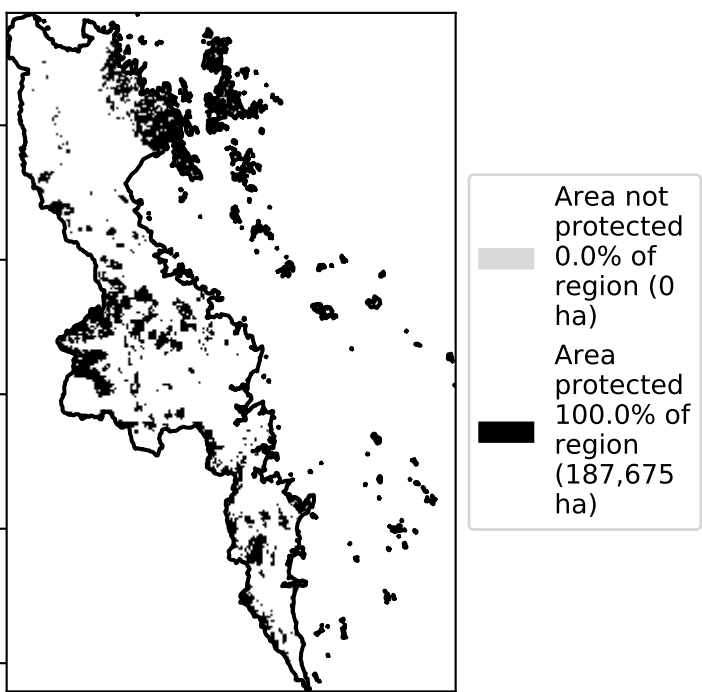 Area not
protected
0.0% of
region (0
ha)
Area
protected
100.0% of
region
(187,675
ha)